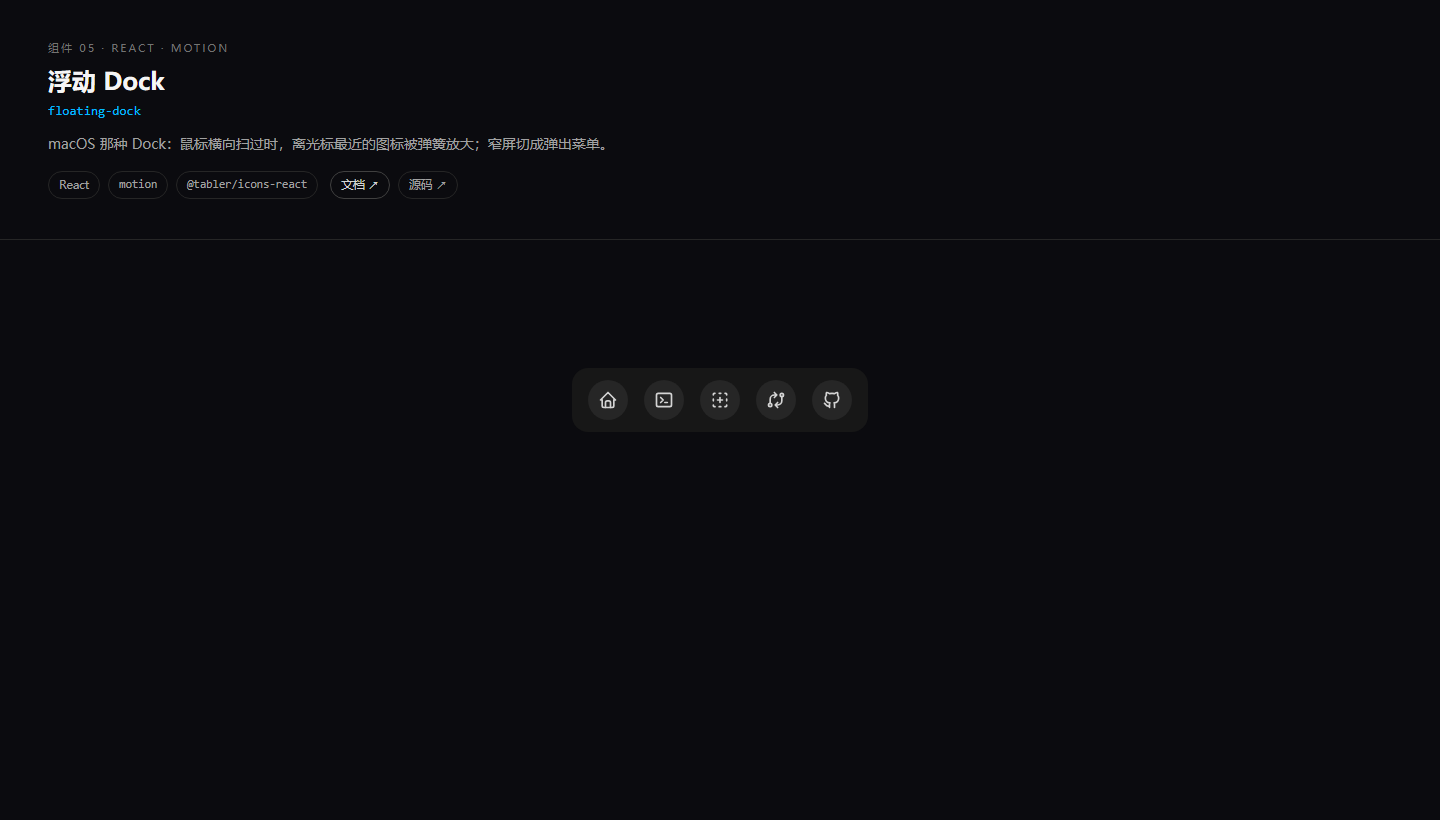 组件 05 · REACT · MOTION
浮动 Dock
floating-dock
macOS 那种 Dock：鼠标横向扫过时，离光标最近的图标被弹簧放大；窄屏切成弹出菜单。
React motion @tabler/icons-react 文档 ↗ 源码 ↗